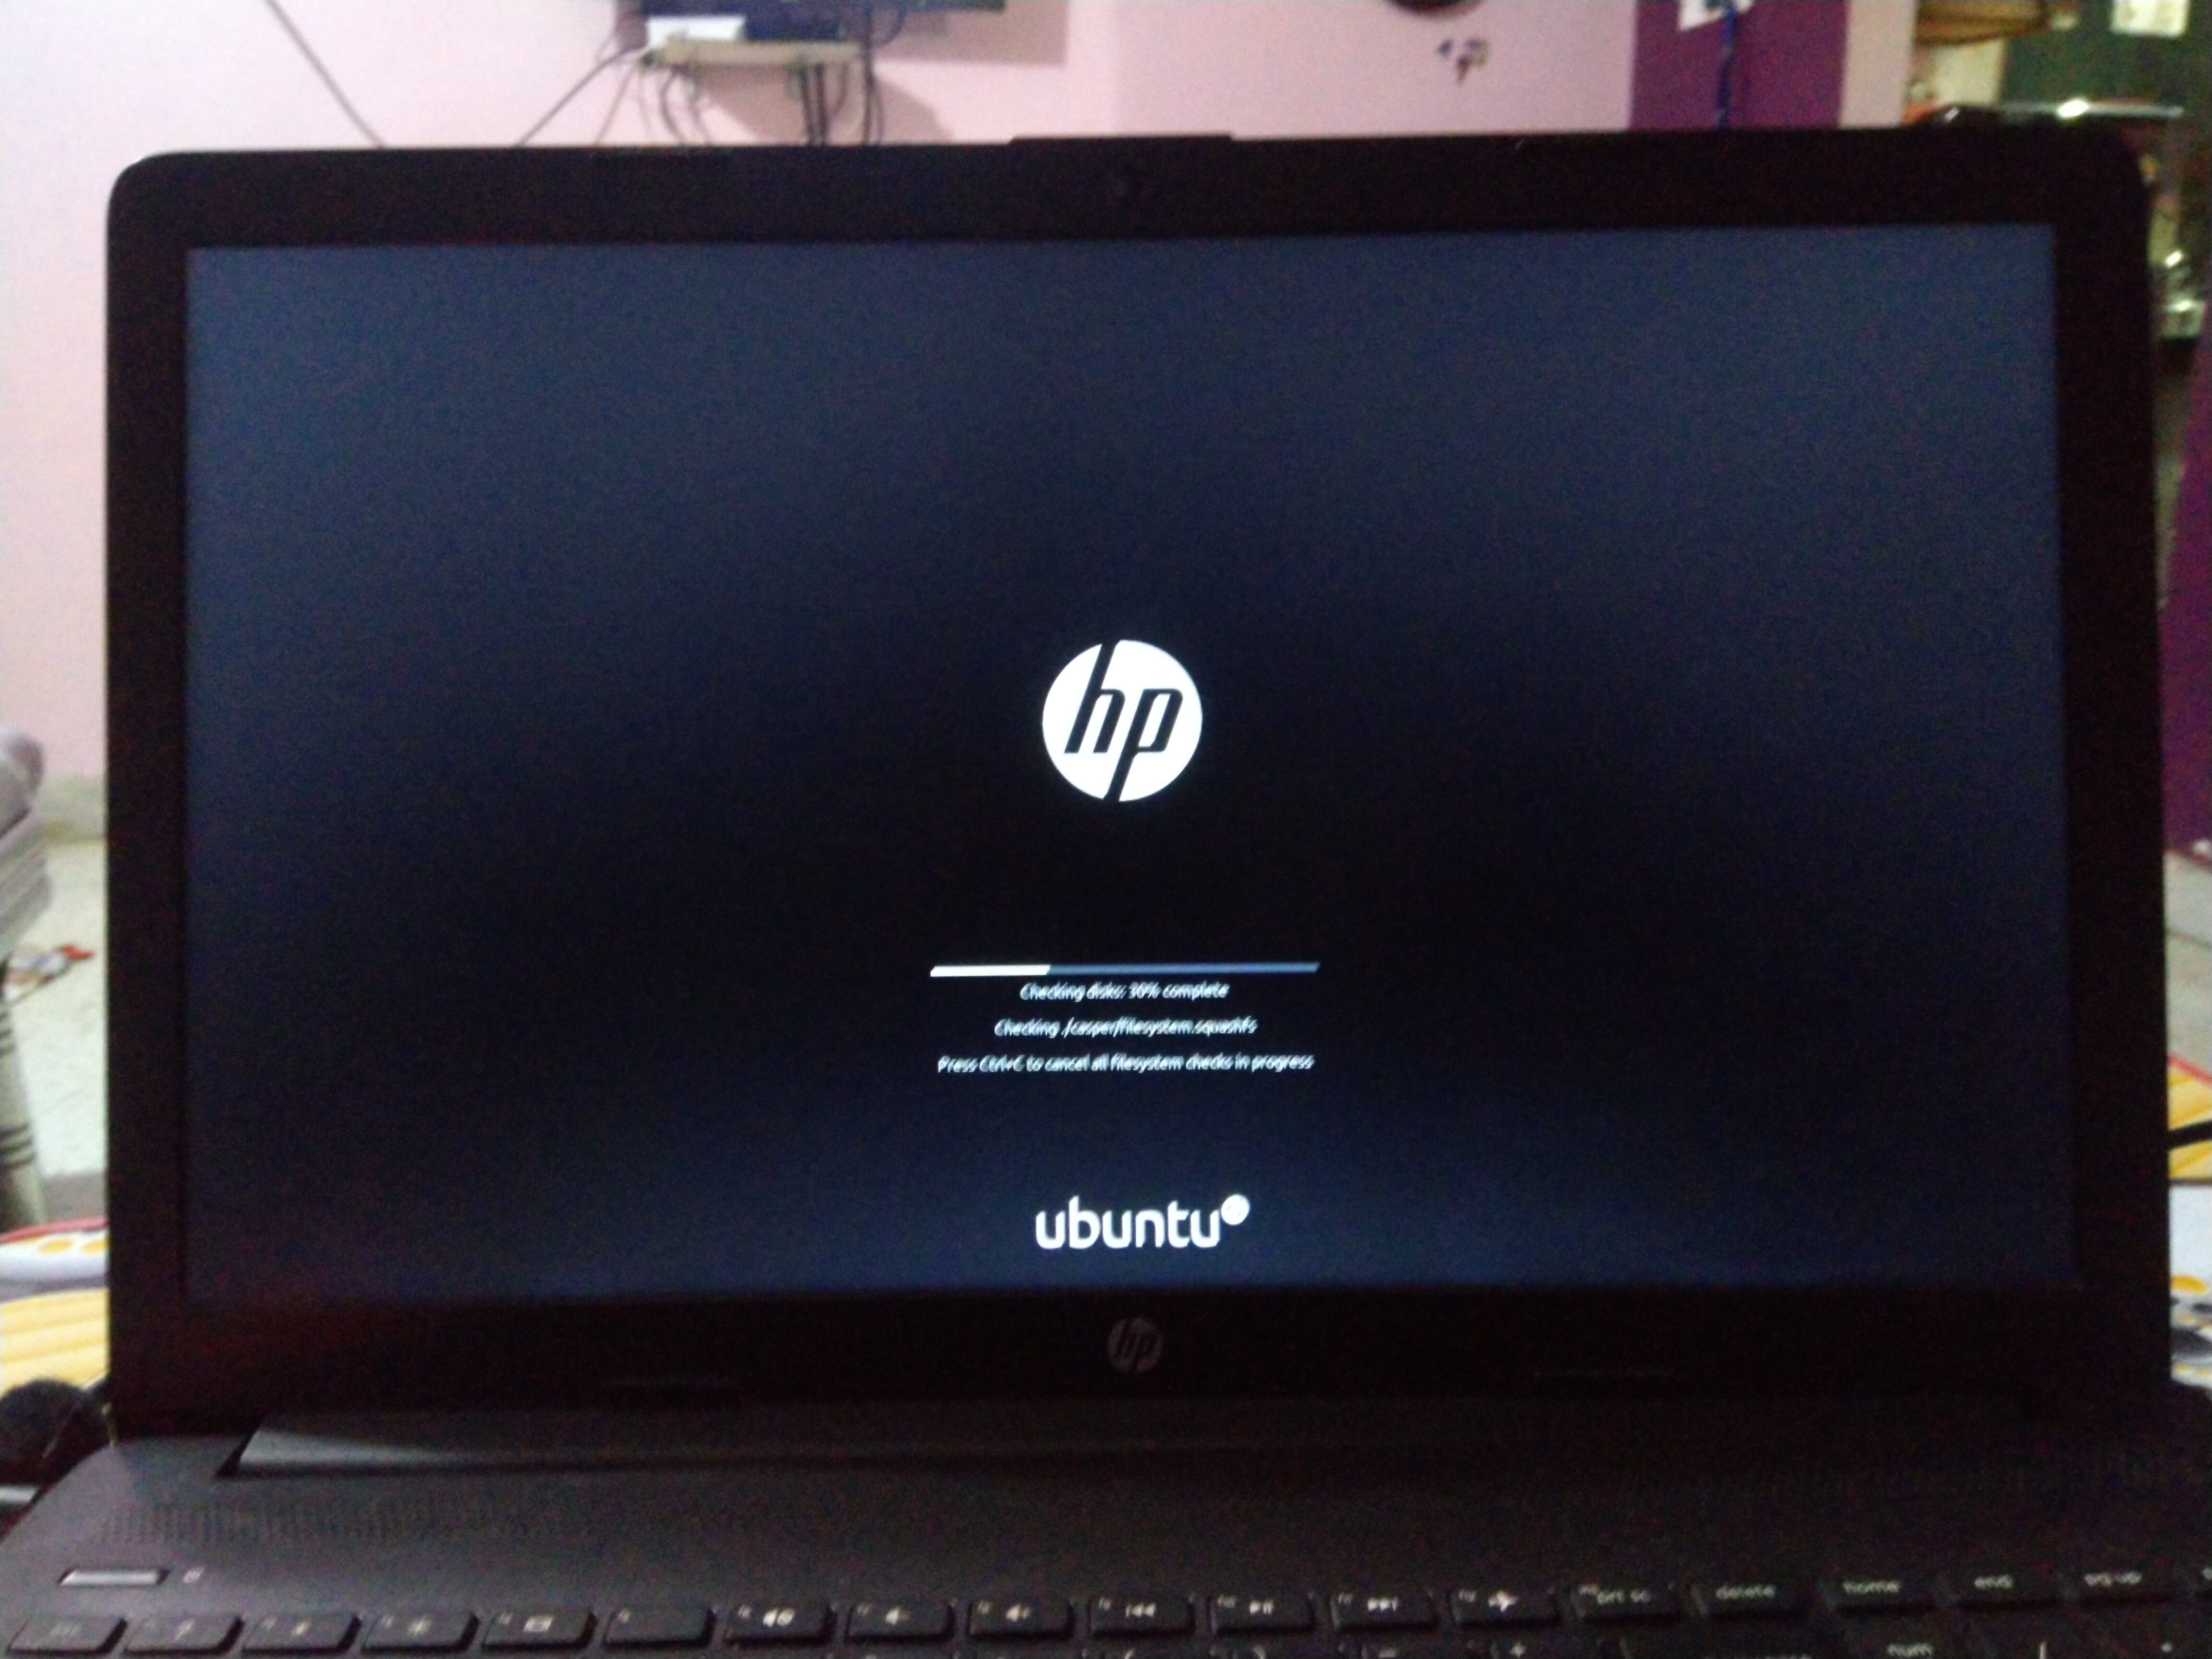 hp
Checking disks: 30% complete
Checking ./casper/filesystem.squashfs
Press Ctrl+C to cancel all filesystem checks in progress
ubuntu
hp
prt sc
delete
home
end
pg up
num